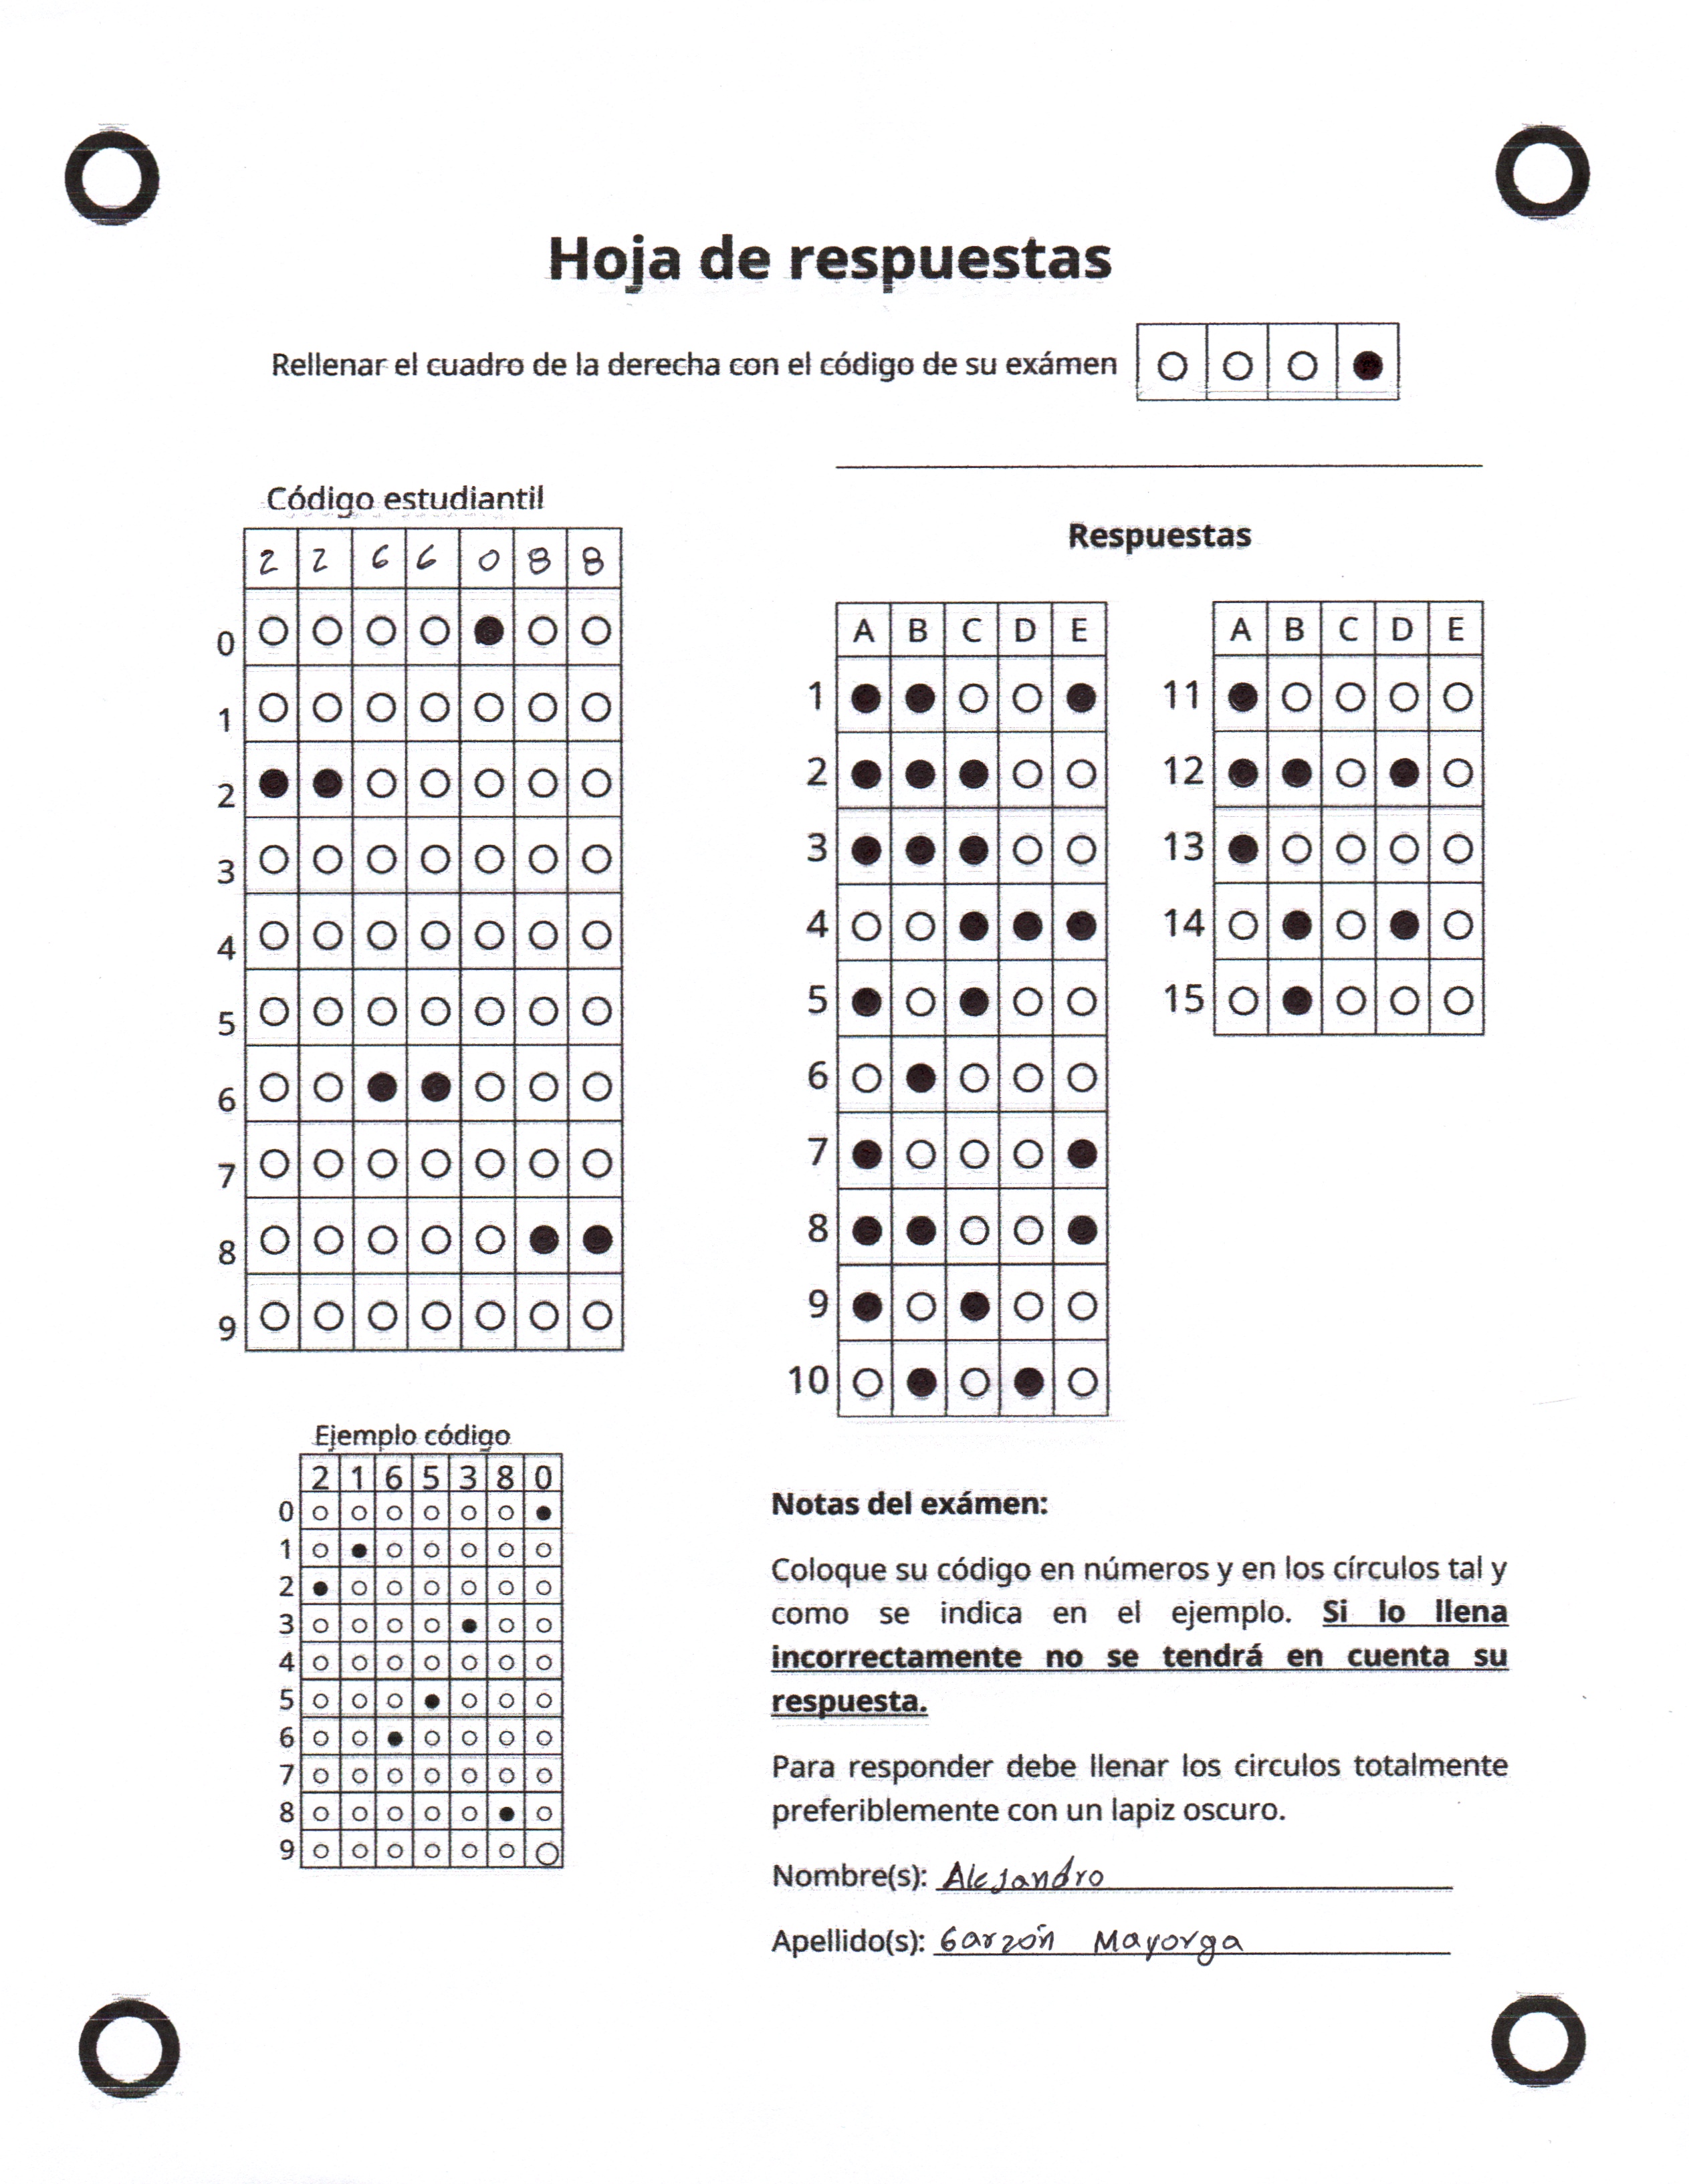 Hoja de respuestas
Rellenar el cuadro de la derecha con el código de su exámen
Código estudiantil
2 2 6 6 0 8 8
0
1
2
3
4
5
6
7
8
9
Respuestas
A B C D E
1
2
3
4
5
6
7
8
9
10
A B C D E
11
12
13
14
15
Ejemplo código
2 1 6 5 3 8 0
0
1
2
3
4
5
6
7
8
9
Notas del exámen:
Coloque su código en números y en los círculos tal y
como se indica en el ejemplo. Si lo llena
incorrectamente no se tendrá en cuenta su
respuesta.
Para responder debe llenar los circulos totalmente
preferiblemente con un lapiz oscuro.
Nombre(s): Alejandro
Apellido(s): Garzón Mayorga